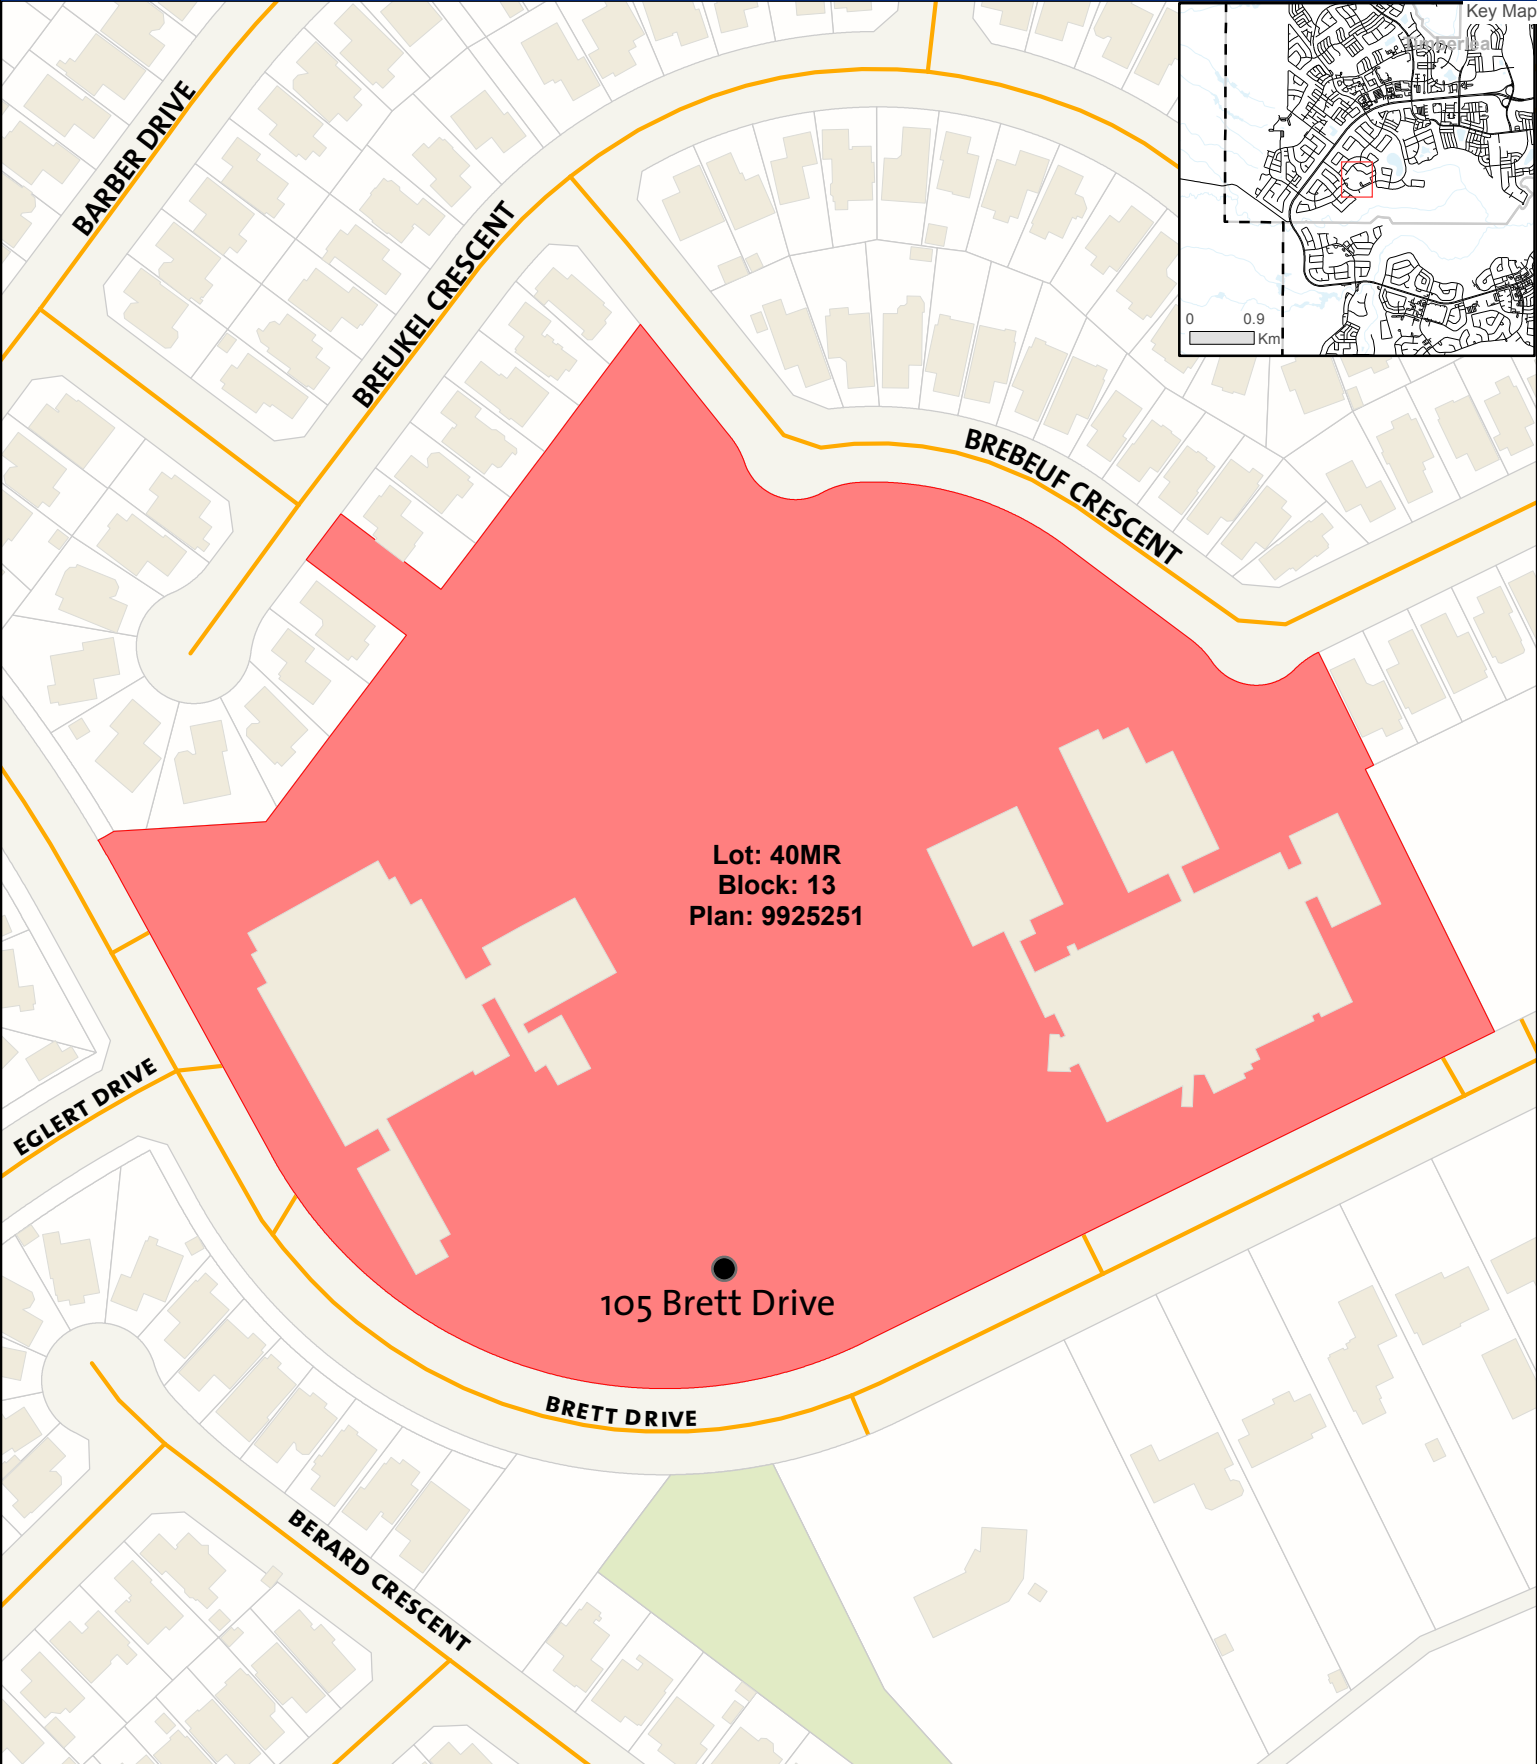 Key Map
Timberlea
0 0.9
Km
BARBER DRIVE
BREUKEL CRESCENT
BREBEUF CRESCENT
Lot: 40MR
Block: 13
Plan: 9925251
EGLERT DRIVE
105 Brett Drive
BRETT DRIVE
BERARD CRESCENT